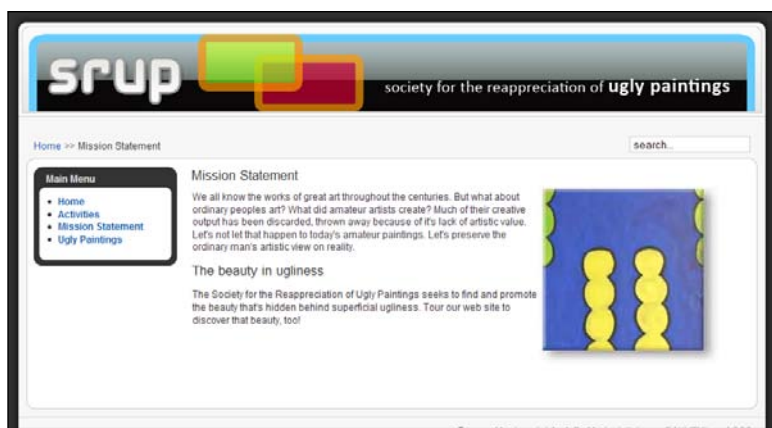 srup
society for the reappreciation of ugly paintings
Home >> Mission Statement
search...
Main Menu
Home
Activities
Mission Statement
Ugly Paintings
Mission Statement
We all know the works of great art throughout the centuries. But what about
ordinary peoples art? What did amateur artists create? Much of their creative
output has been discarded, thrown away because of it's lack of artistic value.
Let's not let that happen to today's amateur paintings. Let's preserve the
ordinary man's artistic view on reality.
The beauty in ugliness
The Society for the Reappreciation of Ugly Paintings seeks to find and promote
the beauty that's hidden behind superficial ugliness. Tour our web site to
discover that beauty, too!